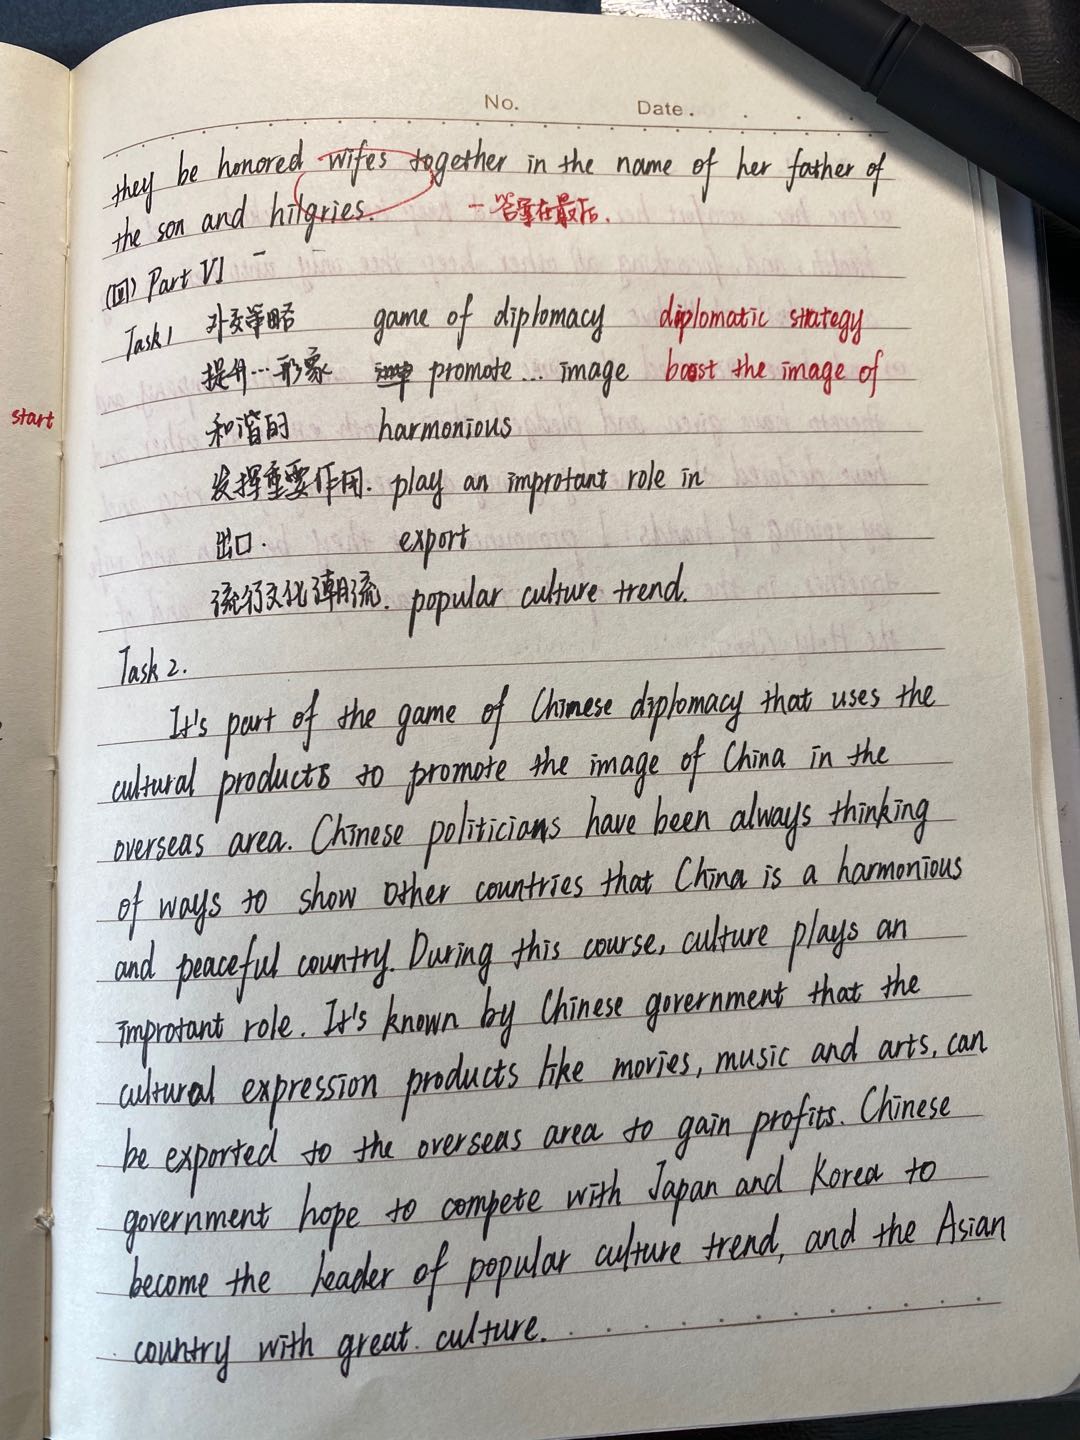 No. Date.
they be honored wifes together in the name of her father of
the son and hilgries.
-答案在最后.
(四) Part VI
Task1 外交策略 game of diplomacy diplomatic strategy
提升…形象 promote... image boost the image of
start
和谐的 harmonious
发挥重要作用. play an improtant role in
出口. export
流行文化潮流. popular culture trend.
Task 2.
It's part of the game of Chinese diplomacy that uses the
cultural products to promote the image of China in the
overseas area. Chinese politicians have been always thinking
of ways to show other countries that China is a harmonious
and peaceful country. During this course, culture plays an
improtant role. It's known by Chinese government that the
cultural expression products like movies, music and arts, can
be exported to the overseas area to gain profits. Chinese
government hope to compete with Japan and Korea to
become the leader of popular culture trend, and the Asian
country with great culture.